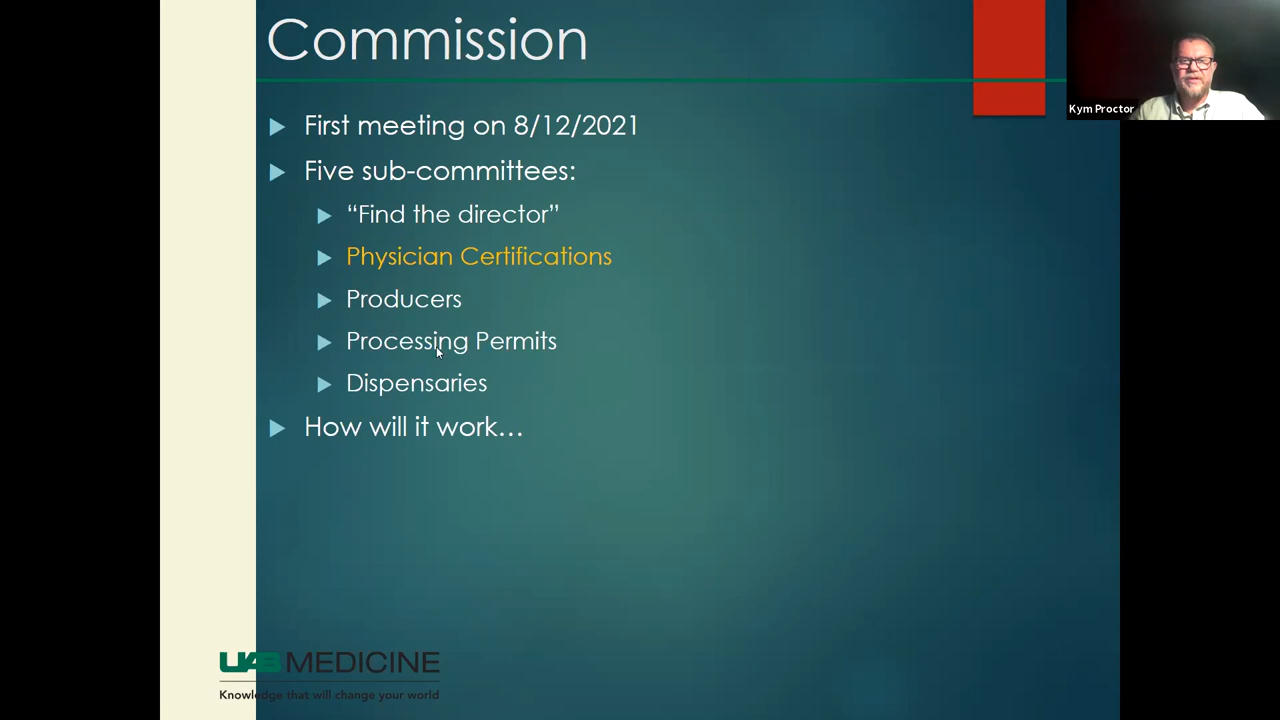 Commission
Kym Proctor
First meeting on 8/12/2021
Five sub-committees:
“Find the director”
Physician Certifications
Producers
Processing Permits
Dispensaries
How will it work…
UAB MEDICINE
Knowledge that will change your world